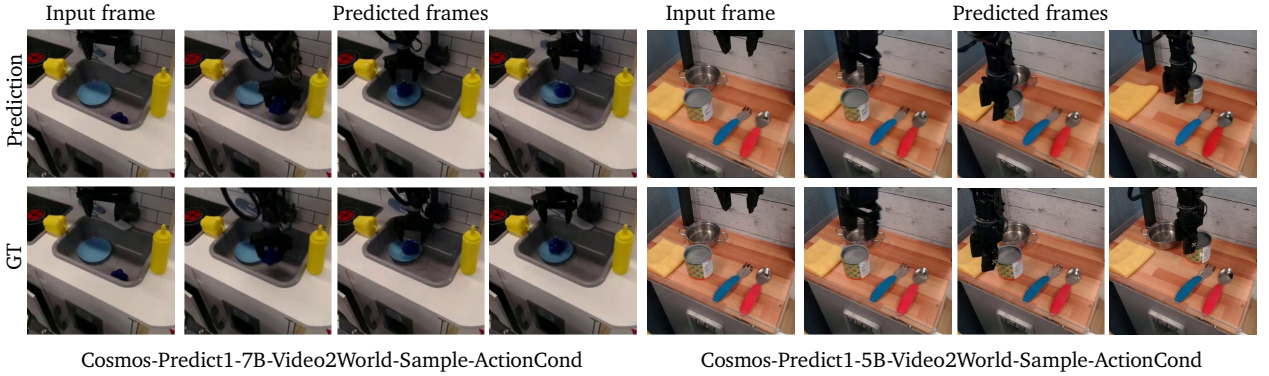 Input frame
Predicted frames
Input frame
Predicted frames
Prediction
GT
Cosmos-Predict1-7B-Video2World-Sample-ActionCond
Cosmos-Predict1-5B-Video2World-Sample-ActionCond